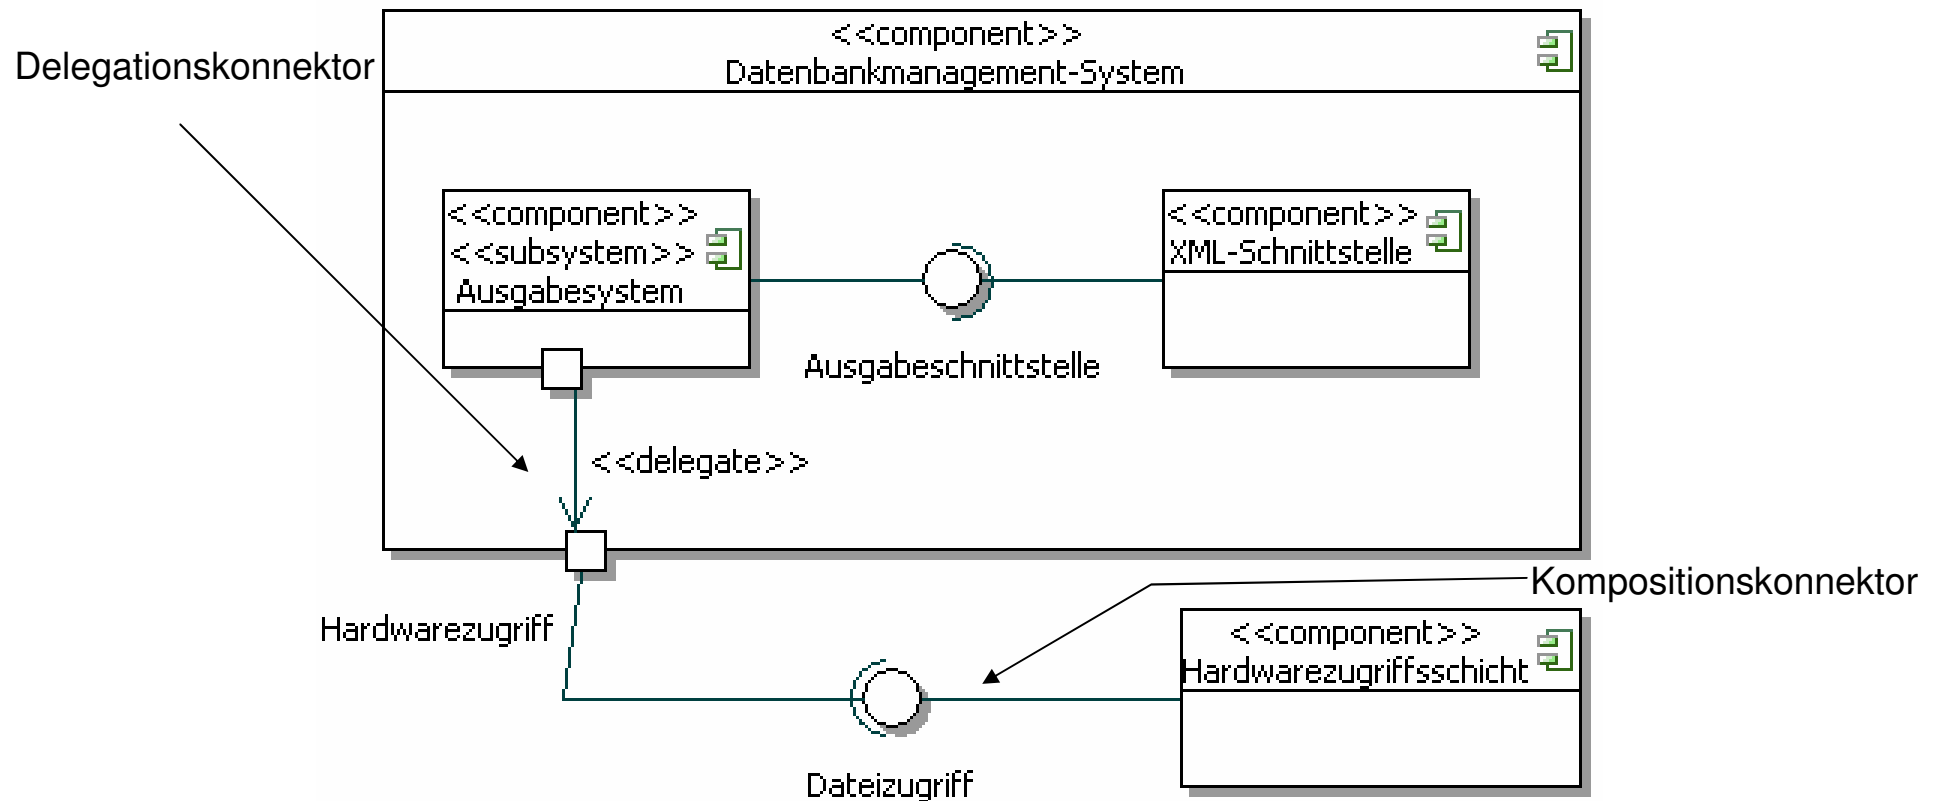 <<component>>
Datenbankmanagement-System
Delegationskonnektor
<<component>>
<<subsystem>>
Ausgabesystem
<<component>>
XML-Schnittstelle
Ausgabeschnittstelle
<<delegate>>
Kompositionskonnektor
Hardwarezugriff
<<component>>
Hardwarezugriffsschicht
Dateizugriff